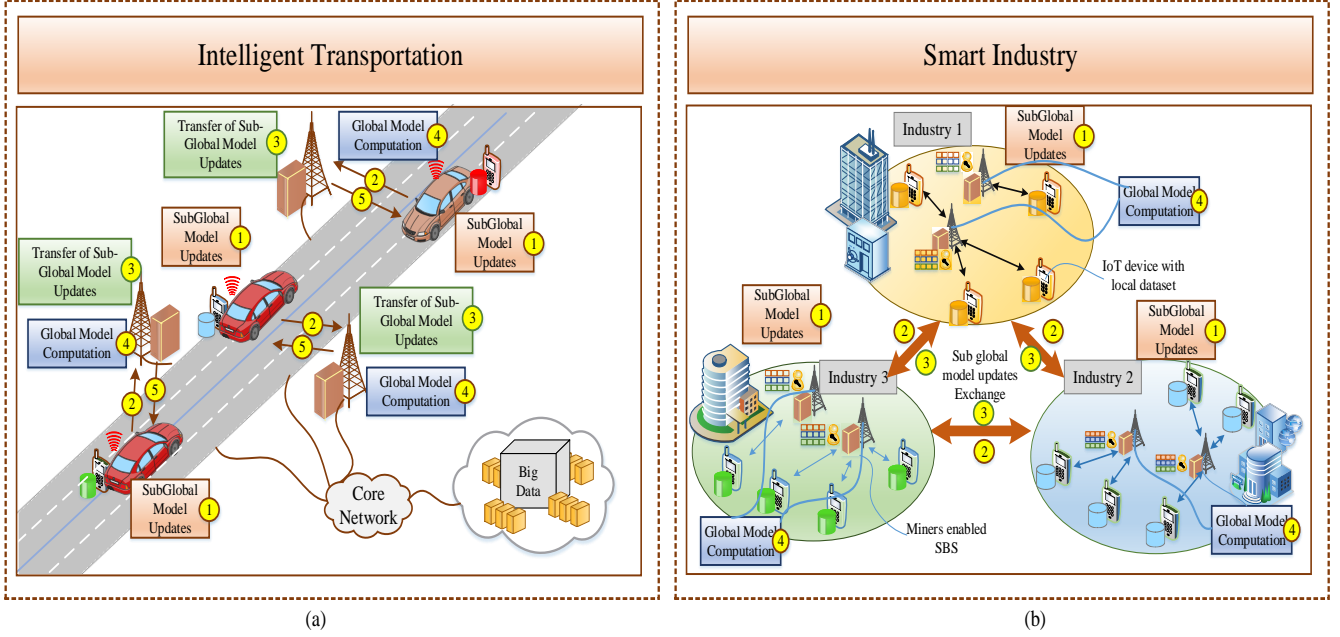 Intelligent Transportation
Transfer of Sub-
Global Model
Updates
3
Global Model
Computation
4
2
5
SubGlobal
Model
Updates
1
SubGlobal
Model
Updates
1
Transfer of Sub-
Global Model
Updates
3
Global Model
Computation
4
2
5
Transfer of Sub-
Global Model
Updates
3
Global Model
Computation
4
2
5
SubGlobal
Model
Updates
1
Core
Network
Big
Data
(a)
Smart Industry
Industry 1
SubGlobal
Model
Updates
1
Global Model
Computation
4
IoT device with
local dataset
SubGlobal
Model
Updates
1
SubGlobal
Model
Updates
1
2
3
2
3
Sub global
model updates
Exchange
3
2
Industry 3
Industry 2
Global Model
Computation
4
Miners enabled
SBS
Global Model
Computation
4
(b)